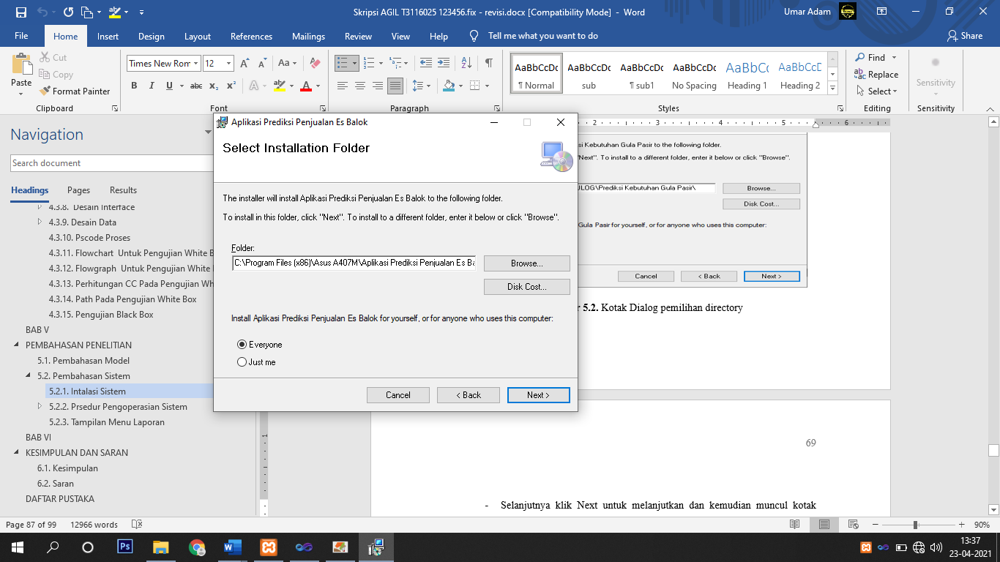 Skripsi AGIL T3116025 123456.fix - revisi.docx [Compatibility Mode] - Word
Umar Adam
File Home Insert Design Layout References Mailings Review View Help Tell me what you want to do Share
Paste
Cut
Copy
Format Painter
Clipboard
Times New Rom 12
Font
Paragraph
AaBbCcDc AaBbCcDc AaBbCcDc AaBbCcDc AaBbCc AaBbCcD
¶ Normal sub ¶ sub1 No Spacing Heading 1 Heading 2
Styles
Find
Replace
Select
Editing
Sensitivity
Sensitivity
Navigation
Search document
Headings Pages Results
4.3.8. Desain Interface
4.3.9. Desain Data
4.3.10. Pscode Proses
4.3.11. Flowchart Untuk Pengujian White B
4.3.12. Flowgraph Untuk Pengujian White
4.3.13. Perhitungan CC Pada Pengujian Wh
4.3.14. Path Pada Pengujian White Box
4.3.15. Pengujian Black Box
BAB V
PEMBAHASAN PENELITIAN
5.1. Pembahasan Model
5.2. Pembahasan Sistem
5.2.1. Intalasi Sistem
5.2.2. Prsedur Pengoperasian Sistem
5.2.3. Tampilan Menu Laporan
BAB VI
KESIMPULAN DAN SARAN
6.1. Kesimpulan
6.2. Saran
DAFTAR PUSTAKA
Aplikasi Prediksi Penjualan Es Balok
Select Installation Folder
The installer will install Aplikasi Prediksi Penjualan Es Balok to the following folder.
To install in this folder, click "Next". To install to a different folder, enter it below or click "Browse".
Folder:
C:\Program Files (x86)\Asus A407M\Aplikasi Prediksi Penjualan Es Ba
Browse...
Disk Cost...
Install Aplikasi Prediksi Penjualan Es Balok for yourself, or for anyone who uses this computer:
Everyone
Just me
Cancel < Back Next >
2 3 4 5 6
si Kebutuhan Gula Pasir to the following folder.
"Next". To install to a different folder, enter it below or click "Browse".
ULOG\Prediksi Kebutuhan Gula Pasir\
Browse...
Disk Cost...
Gula Pasir for yourself, or for anyone who uses this computer:
Cancel < Back Next >
r 5.2. Kotak Dialog pemilihan directory
69
- Selanjutnya klik Next untuk melanjutkan dan kemudian muncul kotak
Page 87 of 99 12966 words
90%
13:37
23-04-2021